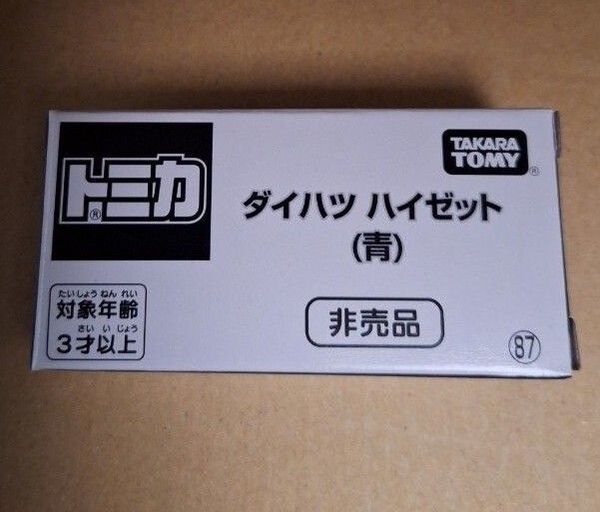 トミカ
®
TAKARA
TOMY
®
ダイハツ ハイゼット
(青)
たいしょう ねん れい
対象年齢
さい い じょう
3才以上
非売品
87